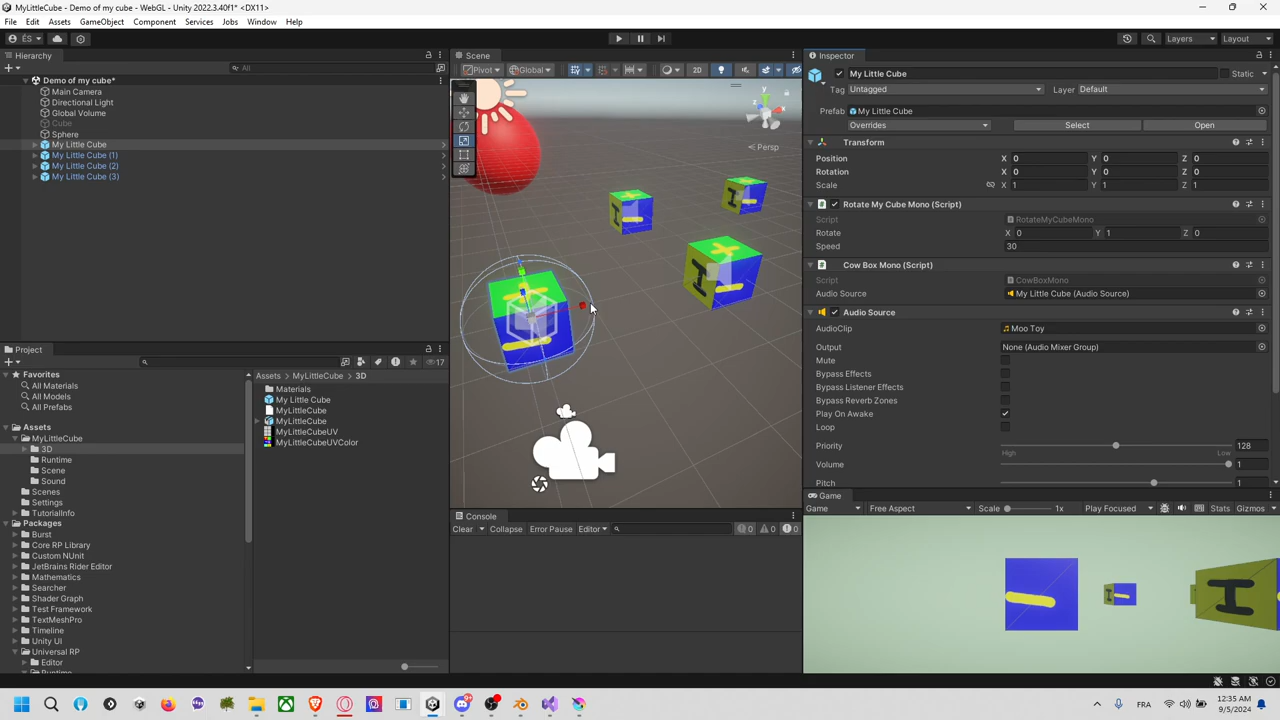 MyLittleCube - Demo of my cube - WebGL - Unity 2022.3.40f1* <DX11>
File Edit Assets GameObject Component Services Jobs Window Help
ÉS
Layers Layout
Hierarchy
All
Demo of my cube*
Main Camera
Directional Light
Global Volume
Cube
Sphere
My Little Cube
My Little Cube (1)
My Little Cube (2)
My Little Cube (3)
Project
17
Favorites
All Materials
All Models
All Prefabs
Assets
MyLittleCube
3D
Runtime
Scene
Sound
Scenes
Settings
TutorialInfo
Packages
Burst
Core RP Library
Custom NUnit
JetBrains Rider Editor
Mathematics
Searcher
Shader Graph
Test Framework
TextMeshPro
Timeline
Unity UI
Universal RP
Editor
Runtime
Assets MyLittleCube 3D
Materials
My Little Cube
MyLittleCube
MyLittleCube
MyLittleCubeUV
MyLittleCubeUVColor
Scene
Pivot Global 2D
y
Persp
Console
Clear Collapse Error Pause Editor 0 0 0
Inspector
My Little Cube Static
Tag Untagged Layer Default
Prefab My Little Cube
Overrides Select Open
Transform
Position X 0 Y 0 Z 0
Rotation X 0 Y 0 Z 0
Scale X 1 Y 1 Z 1
Rotate My Cube Mono (Script)
Script RotateMyCubeMono
Rotate X 0 Y 1 Z 0
Speed 30
Cow Box Mono (Script)
Script CowBoxMono
Audio Source My Little Cube (Audio Source)
Audio Source
AudioClip Moo Toy
Output None (Audio Mixer Group)
Mute
Bypass Effects
Bypass Listener Effects
Bypass Reverb Zones
Play On Awake
Loop
Priority 128
High Low
Volume 1
Pitch 1
Game
Game Free Aspect Scale 1x Play Focused Stats Gizmos
FRA
12:35 AM
9/5/2024